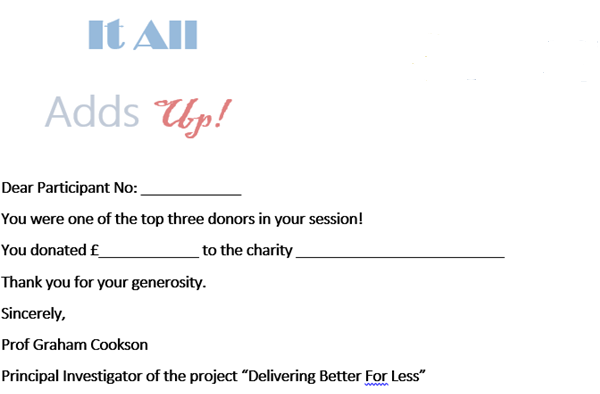 It All
Adds Up!
Dear Participant No: ____________
You were one of the top three donors in your session!
You donated £____________ to the charity _________________________
Thank you for your generosity.
Sincerely,
Prof Graham Cookson
Principal Investigator of the project “Delivering Better For Less”